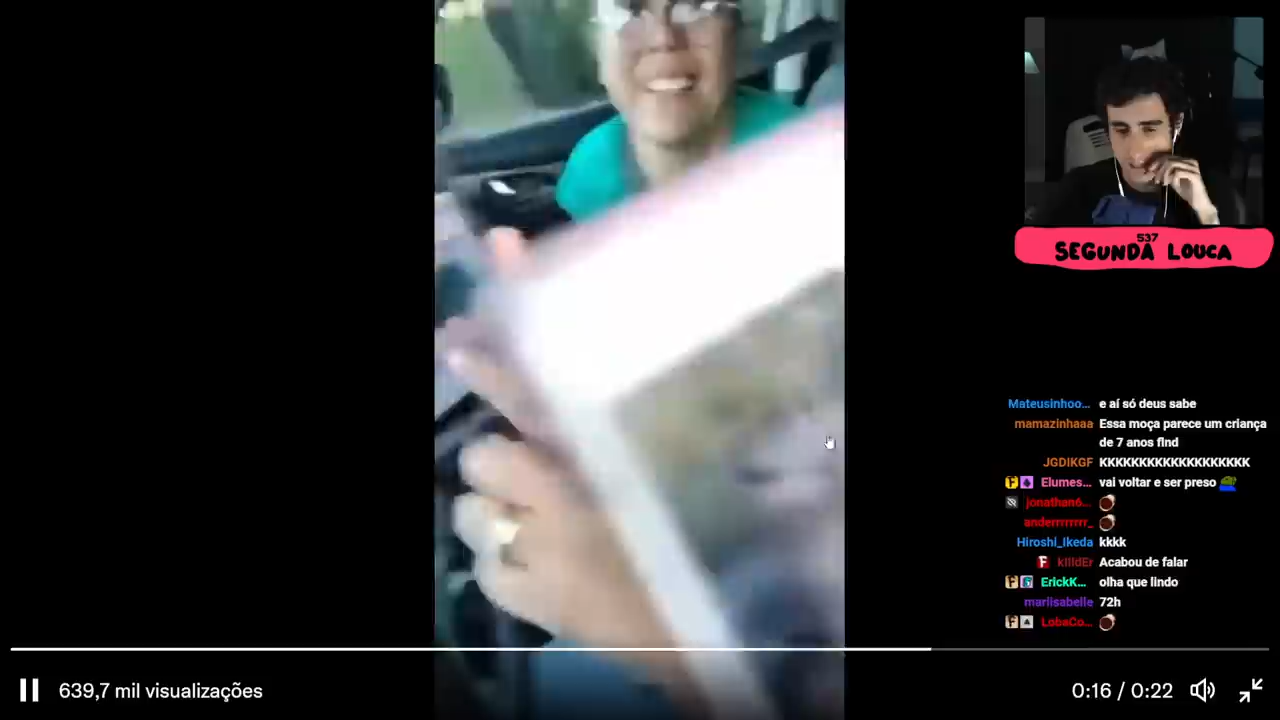 537
SEGUNDA LOUCA
Mateusinhoo... e aí só deus sabe
mamazinhaaa Essa moça parece um criança
de 7 anos flnd
JGDIKGF KKKKKKKKKKKKKKKKKKK
Elumes... vai voltar e ser preso
jonathan6...
anderrrrrrrr_
Hiroshi_Ikeda kkkk
killdEr Acabou de falar
ErickK... olha que lindo
mariisabelle 72h
LobaCo...
639,7 mil visualizações
0:16 / 0:22